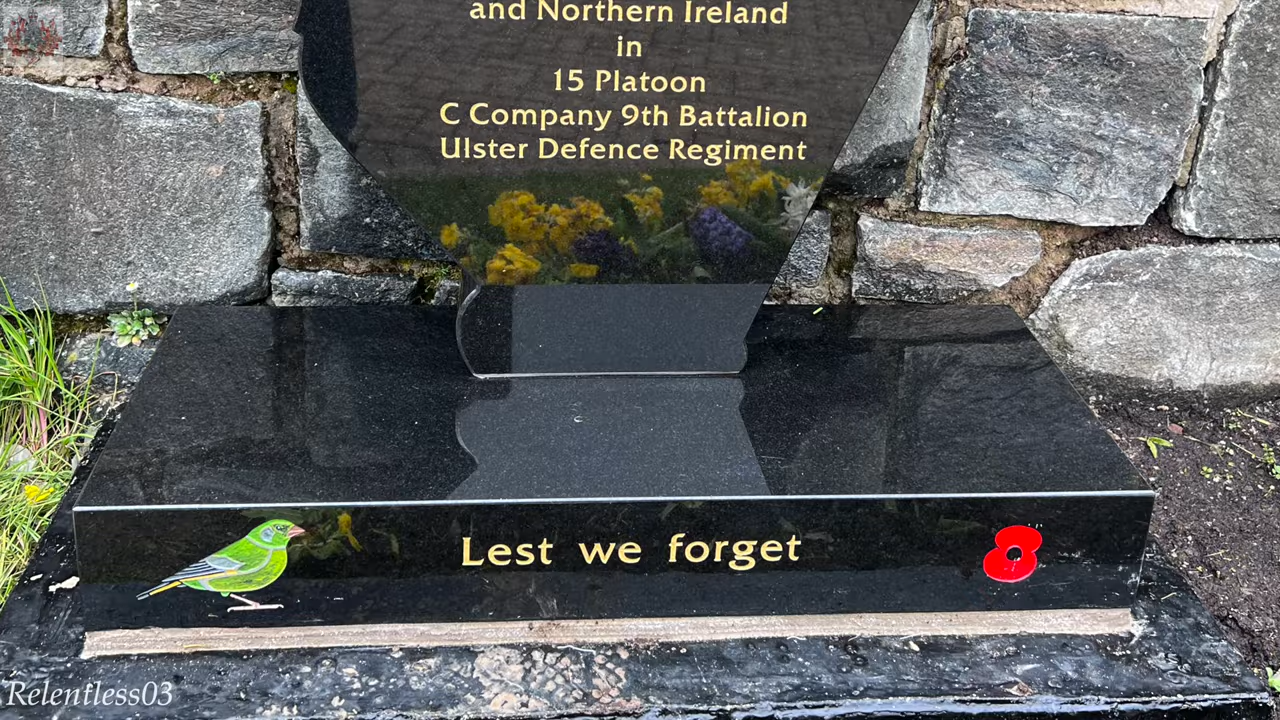 and Northern Ireland
in
15 Platoon
C Company 9th Battalion
Ulster Defence Regiment
Lest we forget
Relentless03